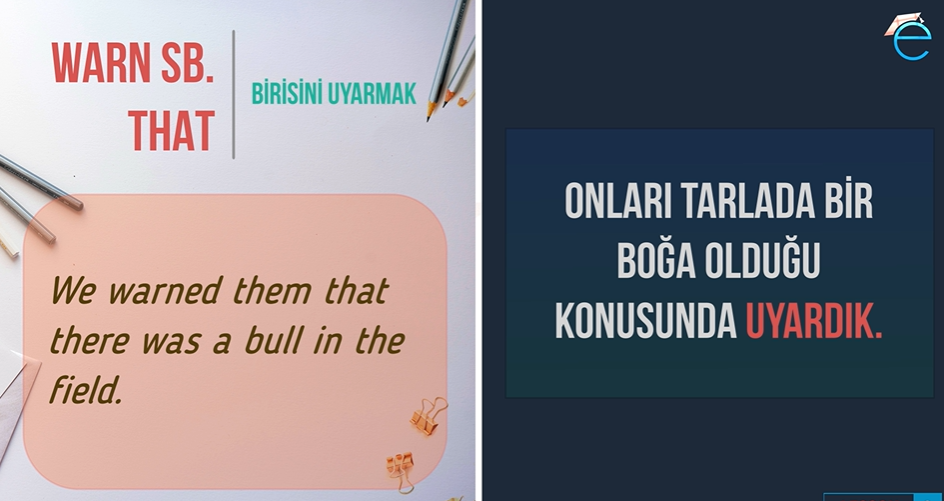 WARN SB.
THAT
BİRİSİNİ UYARMAK
We warned them that
there was a bull in the
field.
ONLARI TARLADA BİR
BOĞA OLDUĞU
KONUSUNDA UYARDIK.